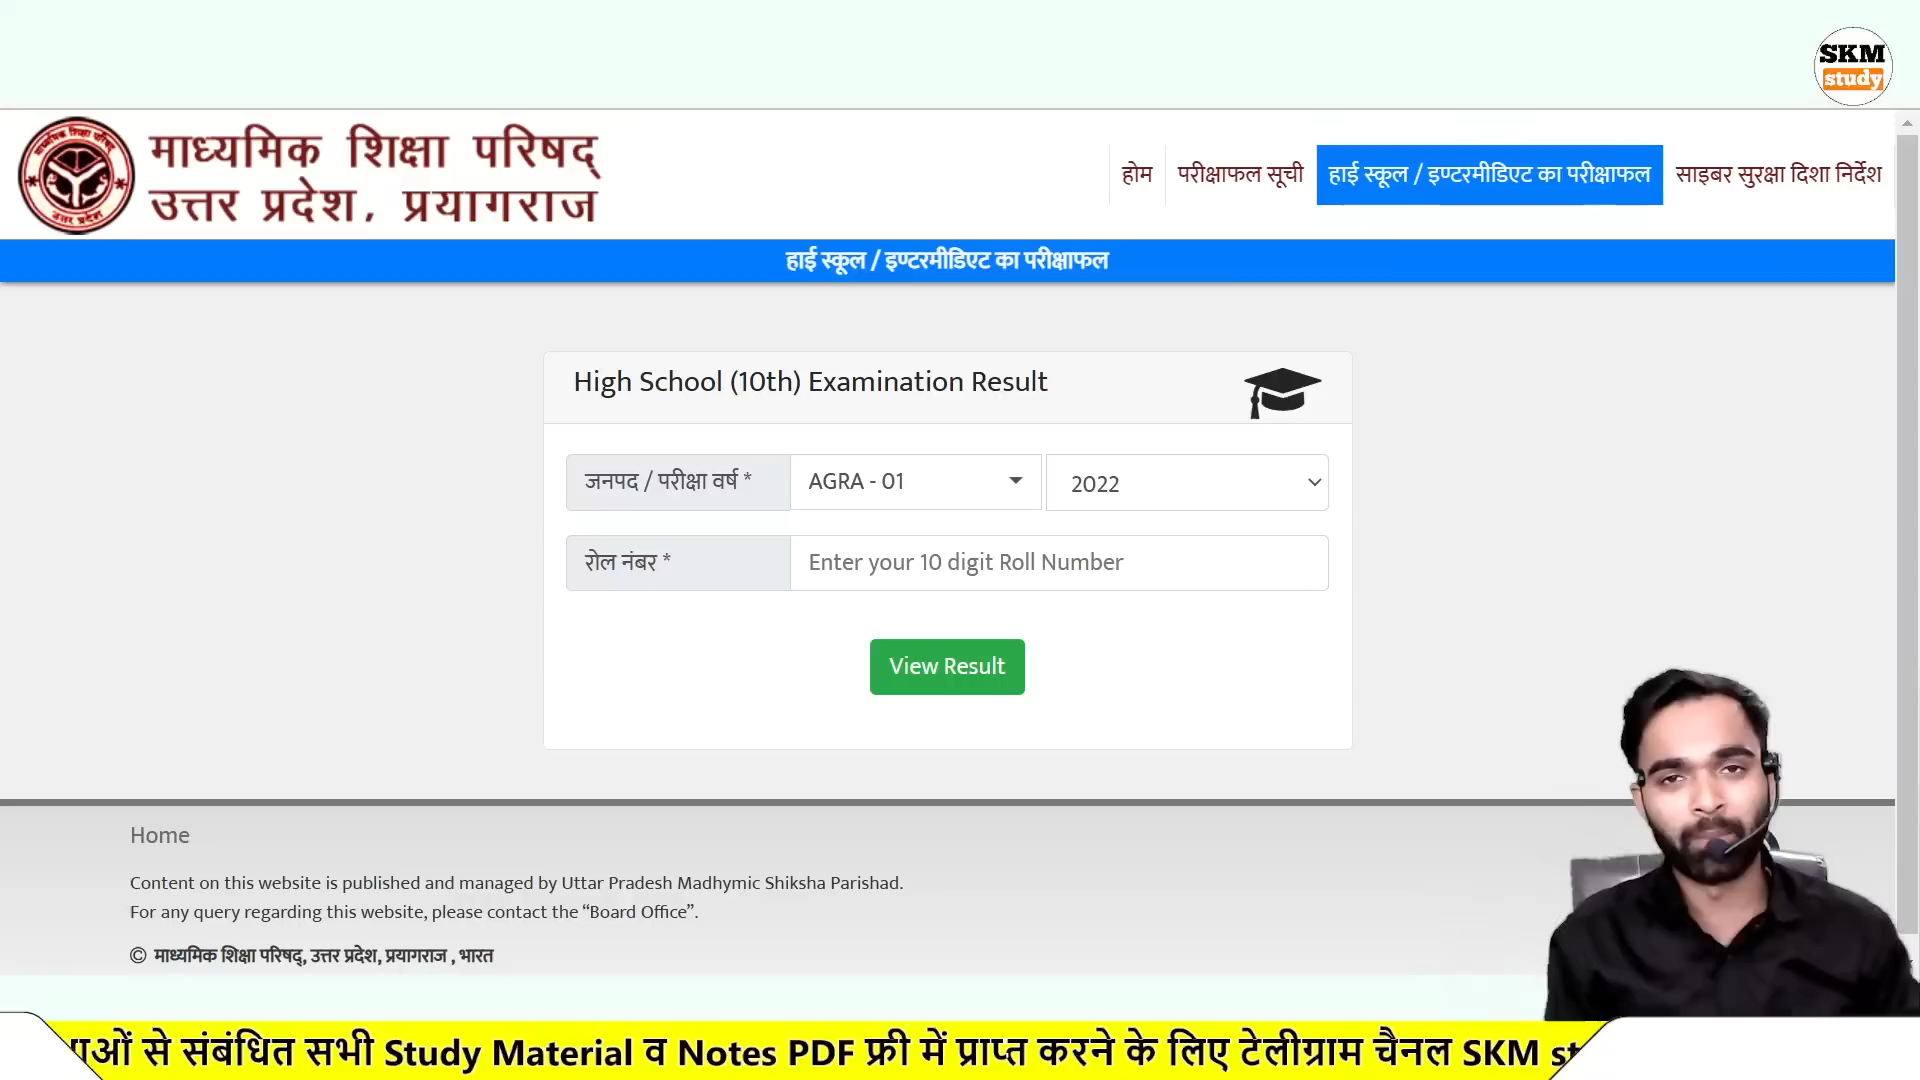 SKM
study
माध्यमिक शिक्षा परिषद्
उत्तर प्रदेश, प्रयागराज
होम
परीक्षाफल सूची
हाई स्कूल / इण्टरमीडिएट का परीक्षाफल
साइबर सुरक्षा दिशा निर्देश
हाई स्कूल / इण्टरमीडिएट का परीक्षाफल
High School (10th) Examination Result
जनपद / परीक्षा वर्ष *
AGRA - 01
2022
रोल नंबर *
Enter your 10 digit Roll Number
View Result
Home
Content on this website is published and managed by Uttar Pradesh Madhymic Shiksha Parishad.
For any query regarding this website, please contact the “Board Office”.
© माध्यमिक शिक्षा परिषद्, उत्तर प्रदेश, प्रयागराज , भारत
से संबंधित सभी Study Material व Notes PDF फ्री में प्राप्त करने के लिए टेलीग्राम चैनल SKM